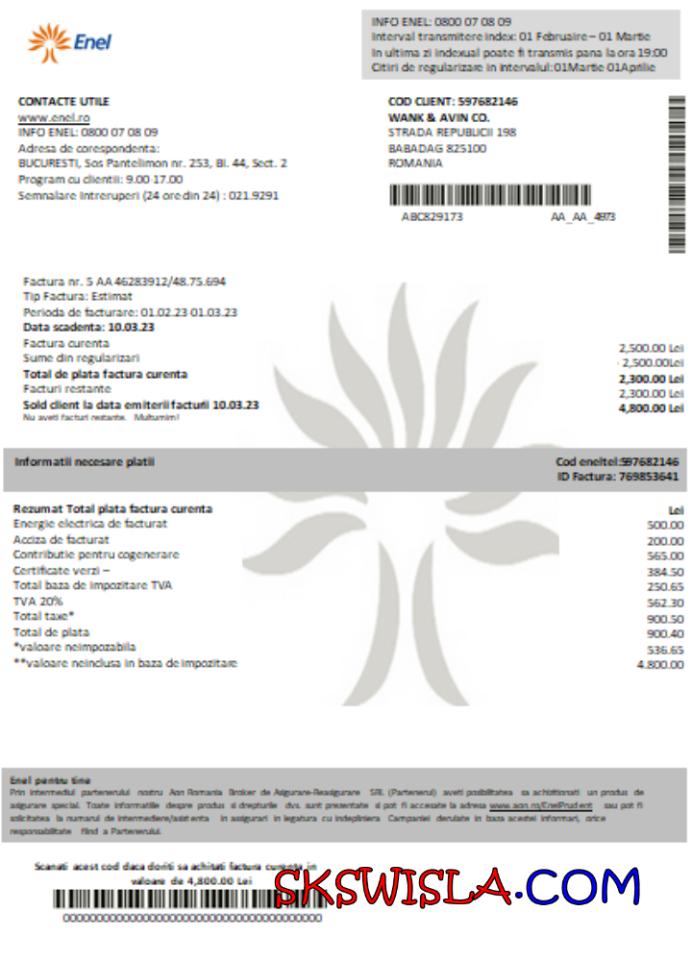 Enel
INFO ENEL: 0800 07 08 09
Interval transmitere index: 01 Februaire – 01 Martie
In ultima zi indexual poate fi transmis pana la ora 19:00
Citiri de regularizare in intervalul:01Martie 01Aprilie
CONTACTE UTILE
www.enel.ro
INFO ENEL: 0800 07 08 09
Adresa de corespondenta:
BUCURESTI, Sos Pantelimon nr. 253, Bl. 44, Sect. 2
Program cu clientii: 9.00-17.00
Semnalare Intreruperi (24 ore din 24) : 021.9291
COD CLIENT: 597682146
WANK & AVIN CO.
STRADA REPUBLICII 198
BABADAG 825100
ROMANIA
ABC829173 AA_AA_4973
Factura nr. 5 AA 46283912/48.75.694
Tip Factura: Estimat
Perioda de facturare: 01.02.23-01.03.23
Data scadenta: 10.03.23
Factura curenta 2,500.00 Lei
Sume din regularizari - 2,500.00Lei
Total de plata factura curenta 2,300.00 Lei
Facturi restante 2,300.00 Lei
Sold client la data emiterii facturii 10.03.23 4,800.00 Lei
Nu aveti facturi restante. Multumim!
Informatii necesare platii Cod eneltel:597682146
ID Factura: 769853641
Rezumat Total plata factura curenta Lei
Energie electrica de facturat 500.00
Acciza de facturat 200.00
Contributie pentru cogenerare 565.00
Certificate verzi – 384.50
Total baza de impozitare TVA 250.65
TVA 20% 562.30
Total taxe* 900.50
Total de plata 900.40
*valoare neimpozabila 536.65
**valoare neinclusa in baza de impozitare 4.800.00
Enel pentru tine
Prin intermediul partenerului nostru Aon Romania Broker de Asigurare-Reasigurare SRL (Partenerul) aveti posibilitatea sa achizitionati un produs de
asigurare special. Toate informatiile despre produs si drepturile dvs. sunt prezentate si pot fi accesate la adresa www.aon.ro/EnelPrudent sau pot fi
solicitate la numarul de intermediere/asistenta in asigurari in legatura cu indeplinira Campaniei derulate in baza acestei informari, orice
responsabilitate fiind a Partenerului.
Scanati acest cod daca doriti sa achitati factura curenta in
valoare de 4,800.00 Lei
SKSWISLA.COM